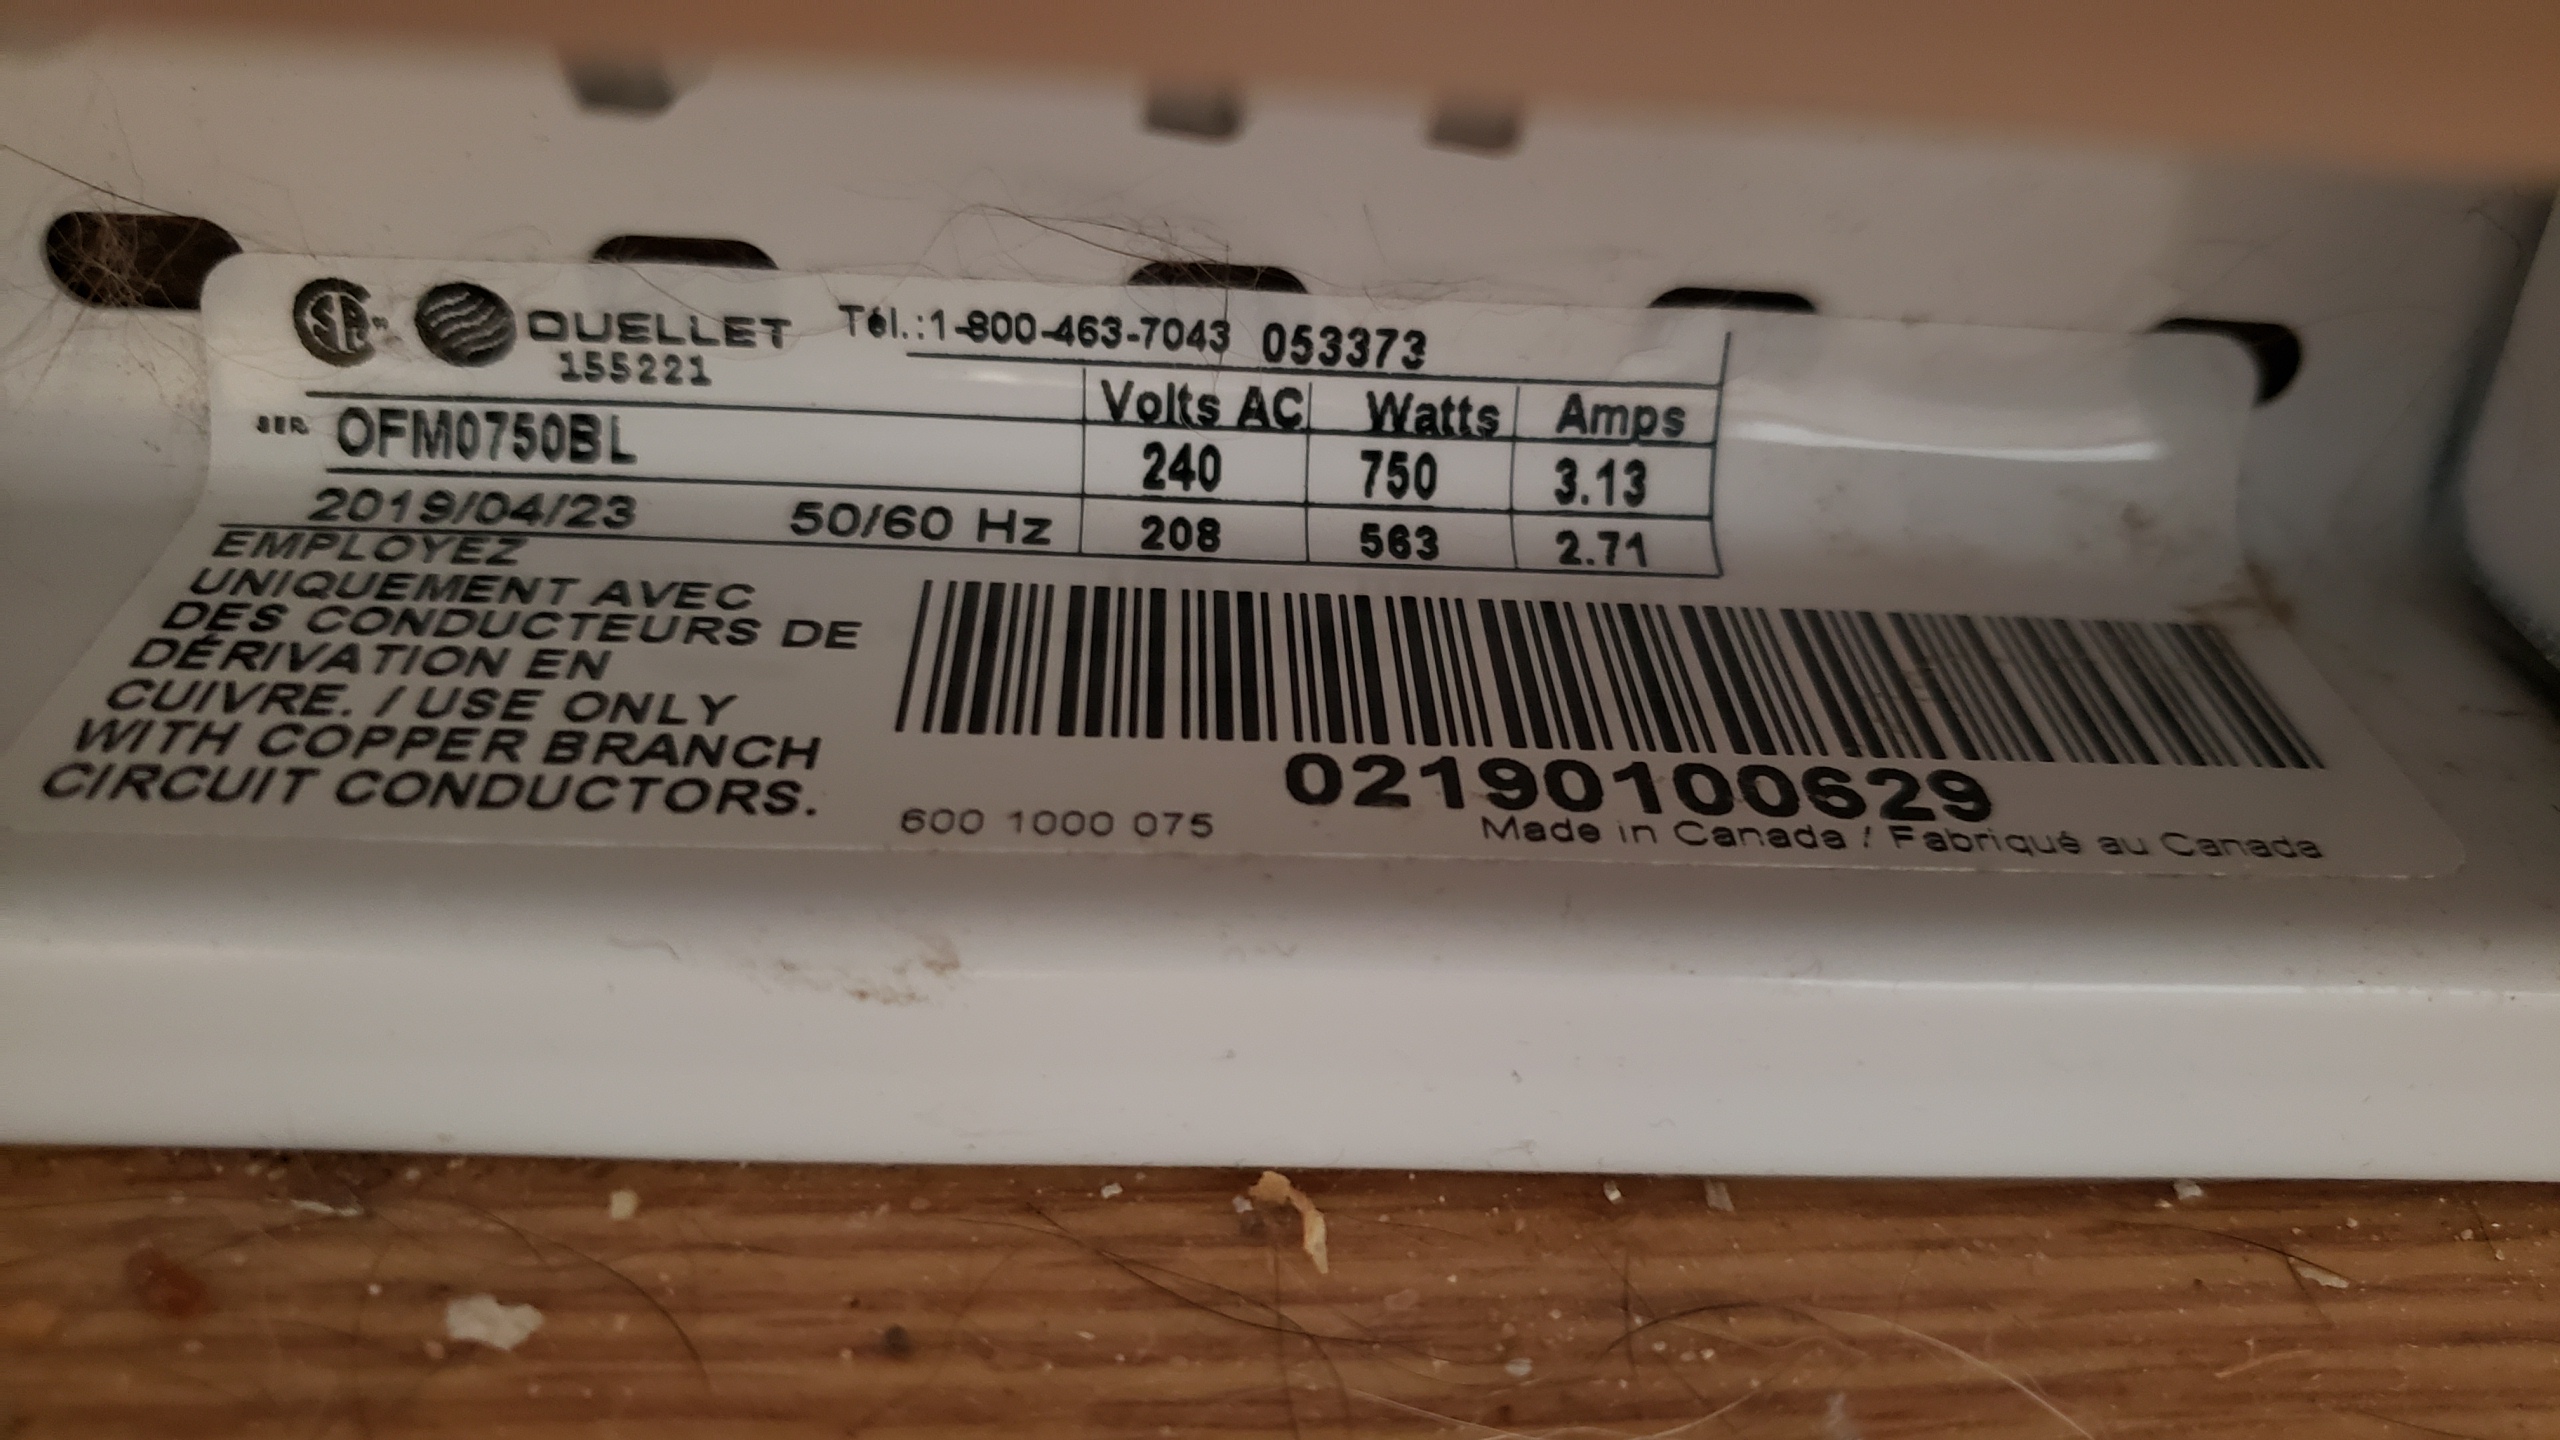 OUELLET Tél.:1-800-463-7043 053373
155221
Volts AC Watts Amps
SER. OFM0750BL 240 750 3.13
2019/04/23 50/60 Hz 208 563 2.71
EMPLOYEZ
UNIQUEMENT AVEC
DES CONDUCTEURS DE
DÉRIVATION EN
CUIVRE. / USE ONLY
WITH COPPER BRANCH
CIRCUIT CONDUCTORS.
02190100629
600 1000 075
Made in Canada / Fabriqué au Canada